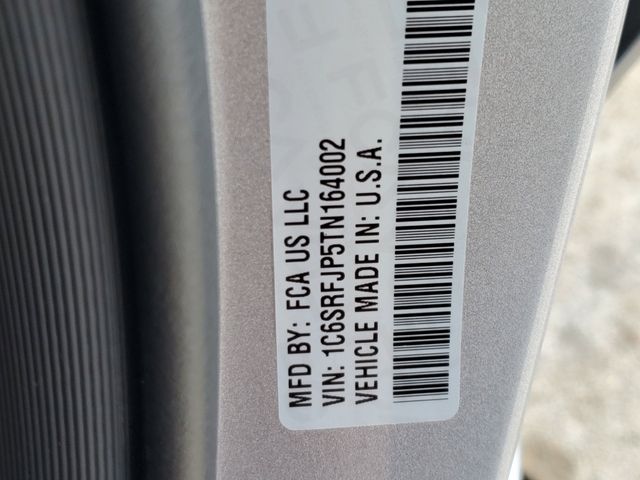 MFD BY: FCA US LLC
VIN: 1C6SRFJP5TN164002
VEHICLE MADE IN: U.S.A.